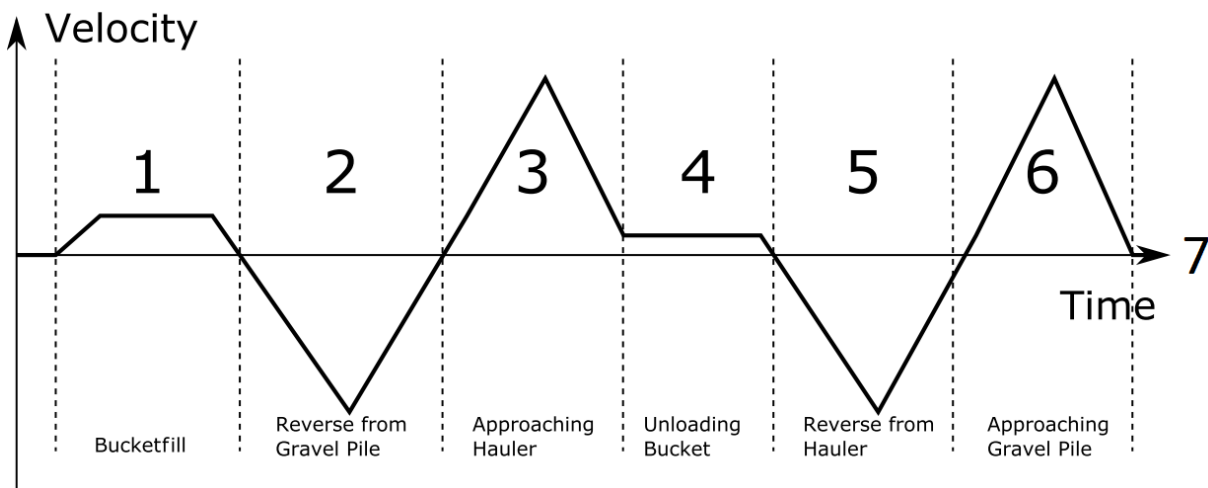 Velocity
1
2
3
4
5
6
7
Time
Bucketfill
Reverse from
Gravel Pile
Approaching
Hauler
Unloading
Bucket
Reverse from
Hauler
Approaching
Gravel Pile